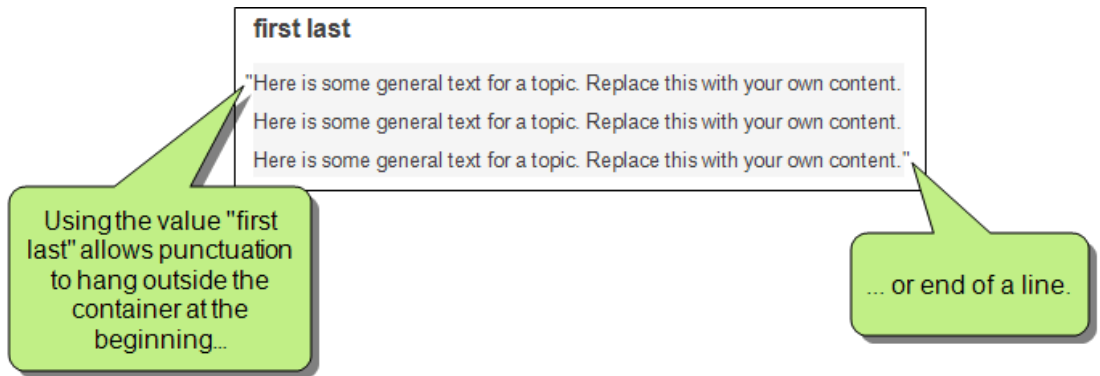 first last
"Here is some general text for a topic. Replace this with your own content.
Here is some general text for a topic. Replace this with your own content.
Here is some general text for a topic. Replace this with your own content."
Using the value "first
last" allows punctuation
to hang outside the
container at the
beginning...
... or end of a line.